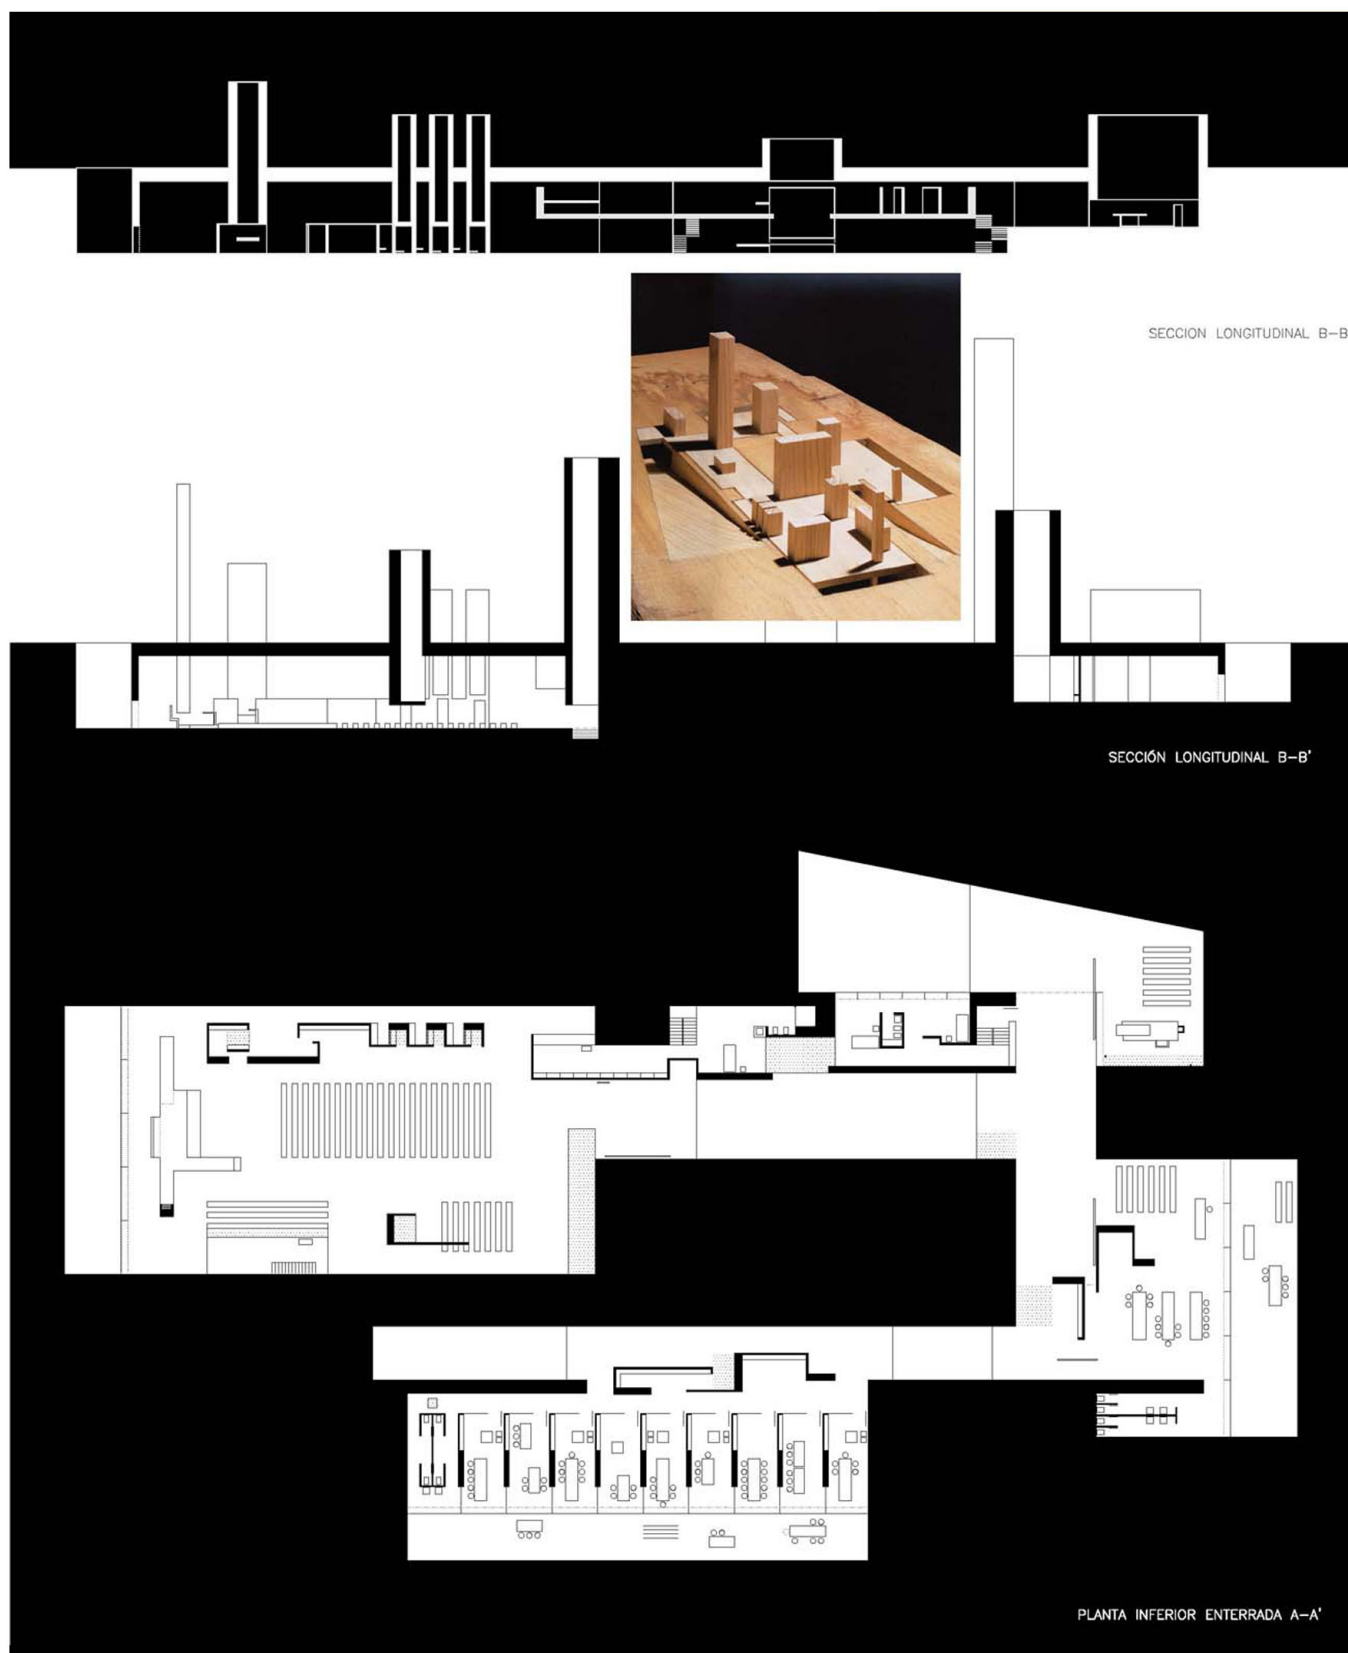 SECCION LONGITUDINAL B-B
SECCIÓN LONGITUDINAL B-B'
PLANTA INFERIOR ENTERRADA A-A'